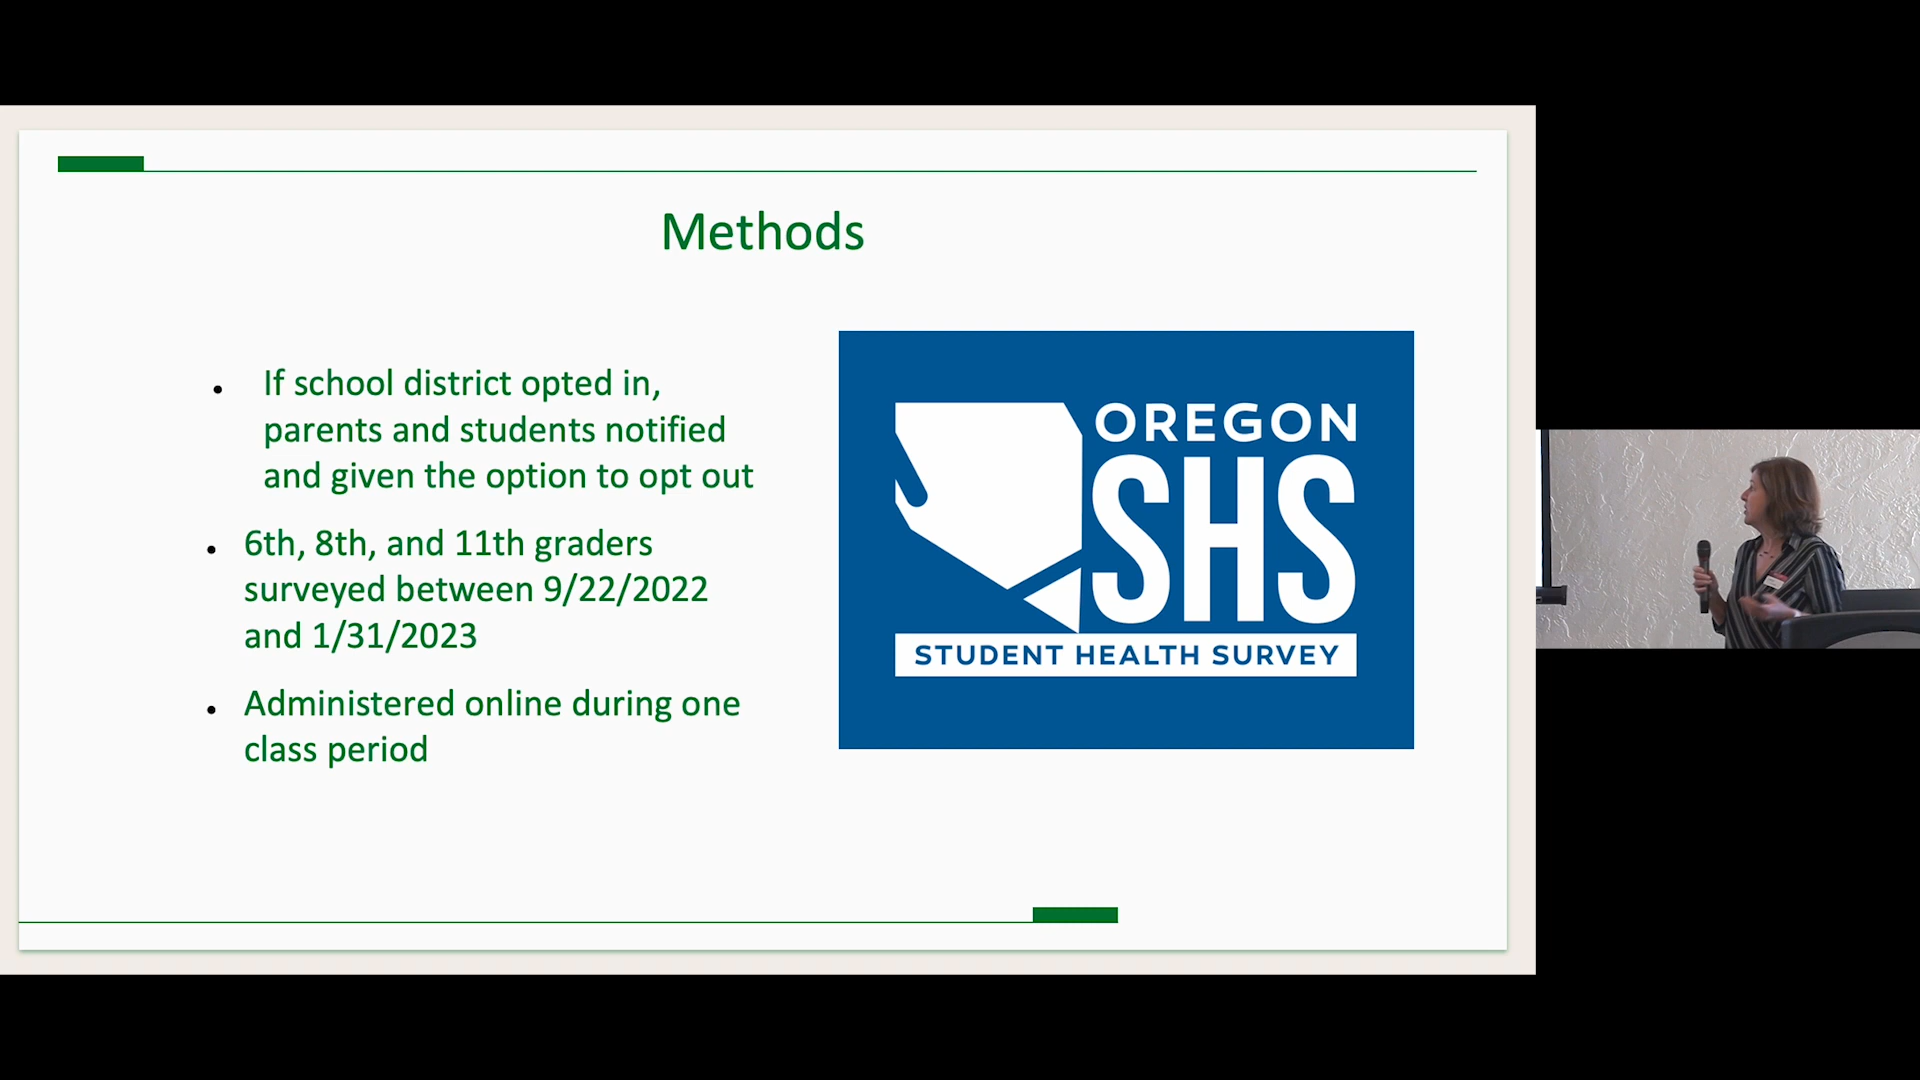 Methods
If school district opted in,
parents and students notified
and given the option to opt out
6th, 8th, and 11th graders
surveyed between 9/22/2022
and 1/31/2023
Administered online during one
class period
OREGON
SHS
STUDENT HEALTH SURVEY